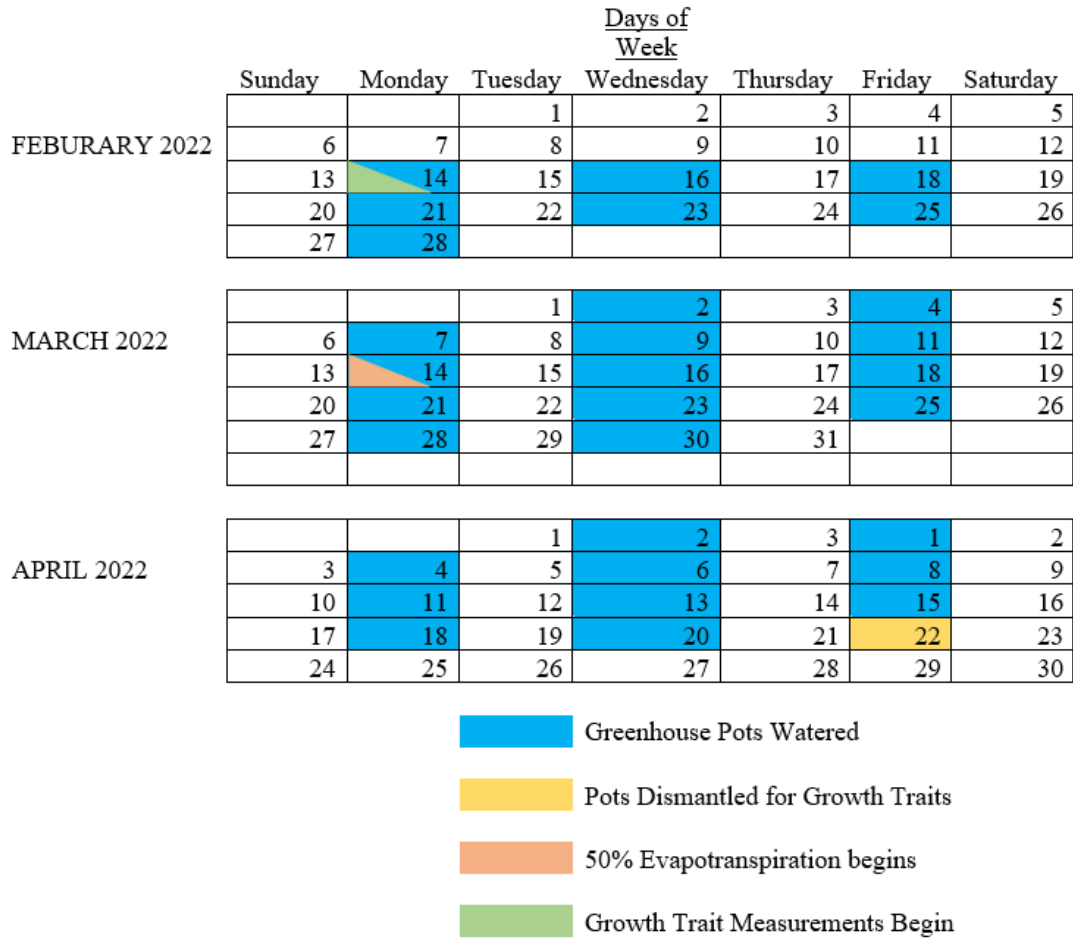 Days of
Week
Sunday Monday Tuesday Wednesday Thursday Friday Saturday
1 2 3 4 5
FEBURARY 2022 6 7 8 9 10 11 12
13 14 15 16 17 18 19
20 21 22 23 24 25 26
27 28
1 2 3 4 5
MARCH 2022 6 7 8 9 10 11 12
13 14 15 16 17 18 19
20 21 22 23 24 25 26
27 28 29 30 31
1 2 3 1 2
APRIL 2022 3 4 5 6 7 8 9
10 11 12 13 14 15 16
17 18 19 20 21 22 23
24 25 26 27 28 29 30
Greenhouse Pots Watered
Pots Dismantled for Growth Traits
50% Evapotranspiration begins
Growth Trait Measurements Begin